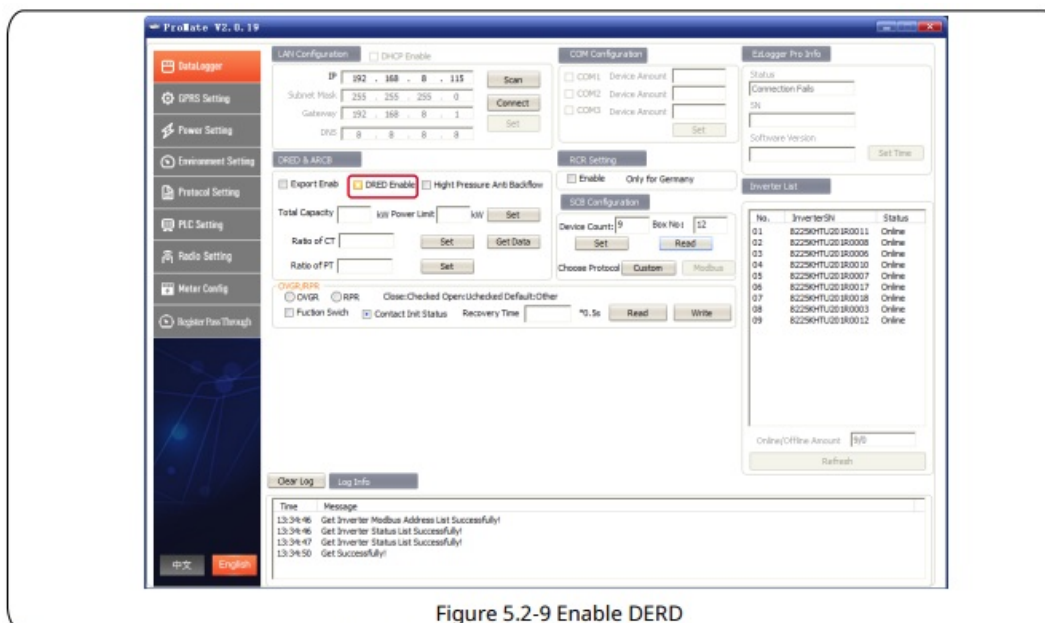 ProMate V2.0.19
DataLogger
GPRS Setting
Power Setting
Environment Setting
Protocol Setting
PLC Setting
Radio Setting
Meter Config
Register Pass Through
中文 English
LAN Configuration DHCP Enable
IP 192 . 168 . 8 . 115 Scan
Subnet Mask 255 . 255 . 255 . 0 Connect
Gateway 192 . 168 . 8 . 1
DNS 8 . 8 . 8 . 8 Set
COM Configuration
COM1 Device Amount
COM2 Device Amount
COM3 Device Amount
Set
EzLogger Pro Info
Status
Connection Fails
SN
Software Version
Set Time
DRED & ARCB
Export Enab DRED Enable Hight Pressure Anti Backflow
Total Capacity kW Power Limit kW Set
Ratio of CT Set Get Data
Ratio of PT Set
RCR Setting
Enable Only for Germany
SCB Configuration
Device Count: 9 Box No: 12
Set Read
Choose Protocol Custom Modbus
OVGR/RPR
OVGR RPR Close:Checked Open:Uchecked Default:Other
Fuction Swich Contact Init Status Recovery Time *0.5s Read Write
Inverter List
No. InverterSN Status
01 8225KHTU201R0011 Online
02 8225KHTU201R0008 Online
03 8225KHTU201R0006 Online
04 8225KHTU201R0010 Online
05 8225KHTU201R0007 Online
06 8225KHTU201R0017 Online
07 8225KHTU201R0018 Online
08 8225KHTU201R0003 Online
09 8225KHTU201R0012 Online
Online/Offline Amount 9/0
Refresh
Clear Log Log Info
Time Message
13:34:46 Get Inverter Modbus Address List Successfully!
13:34:46 Get Inverter Status List Successfully!
13:34:47 Get Inverter Status List Successfully!
13:34:50 Get Successfully!
Figure 5.2-9 Enable DERD